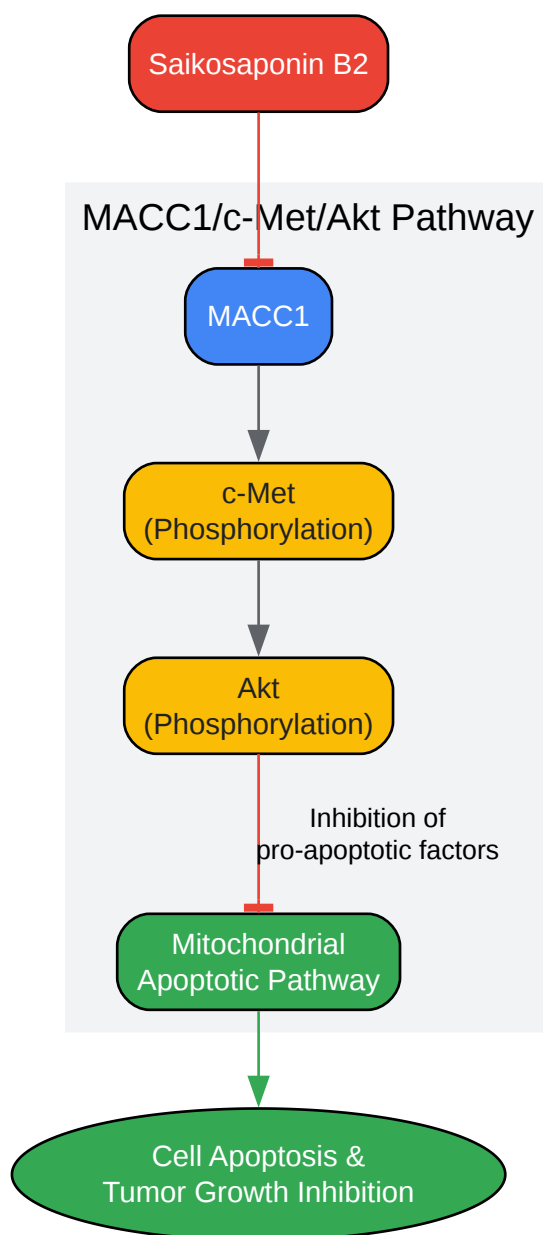 Saikosaponin B2
MACC1/c-Met/Akt Pathway
MACC1
c-Met
(Phosphorylation)
Akt
(Phosphorylation)
Inhibition of
pro-apoptotic factors
Mitochondrial
Apoptotic Pathway
Cell Apoptosis &
Tumor Growth Inhibition